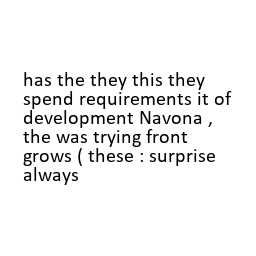 has the they this they
spend requirements it of
development Navona ,
the was trying front
grows ( these : surprise
always